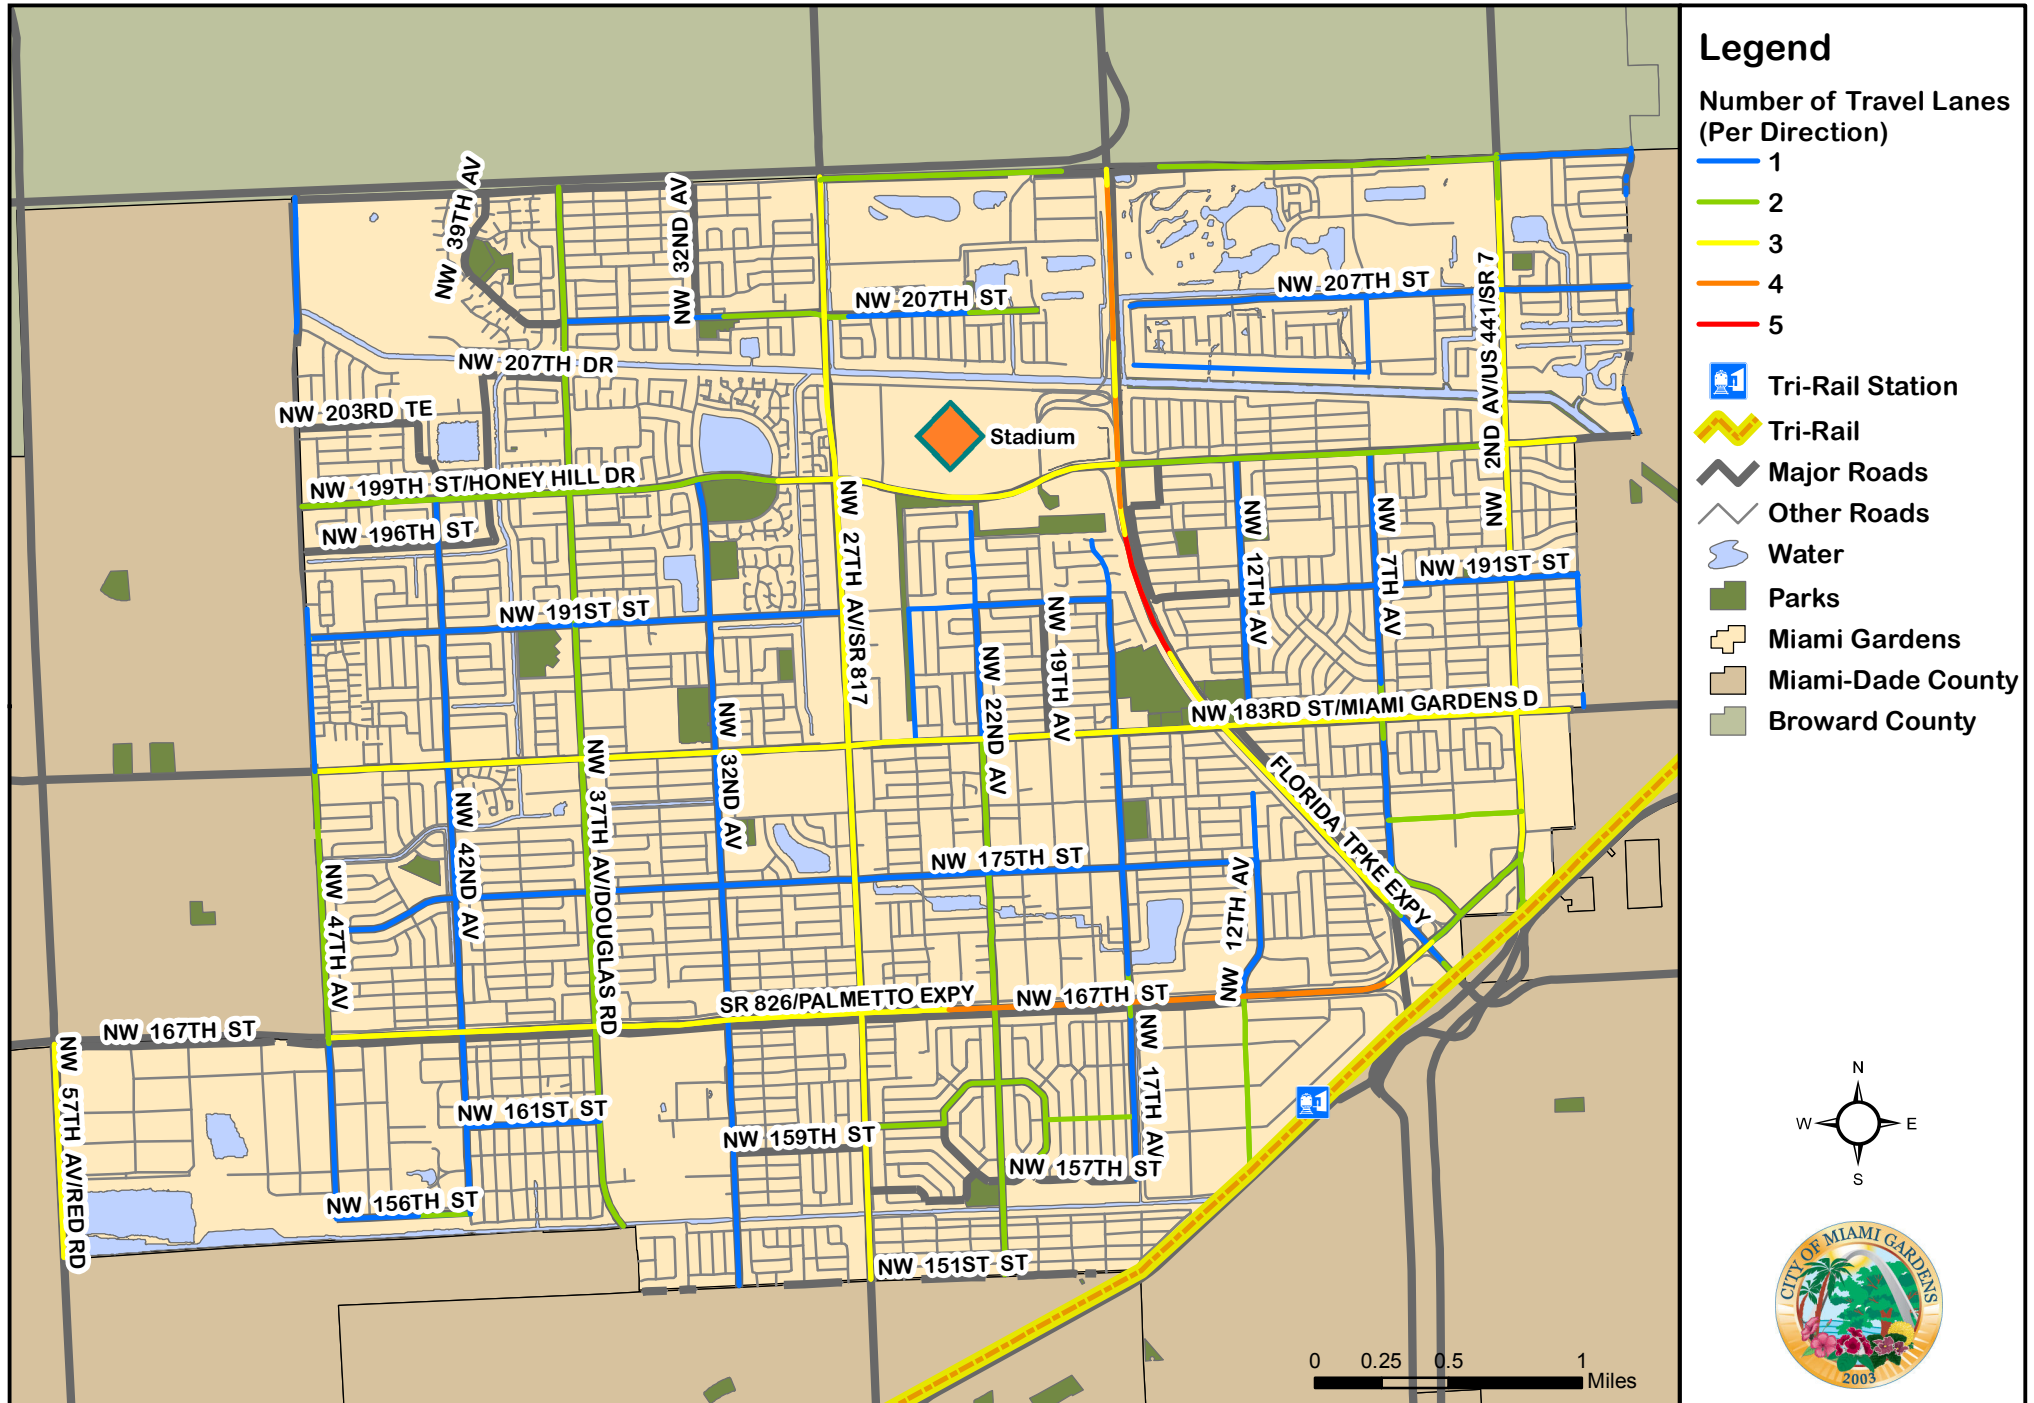 Legend
Number of Travel Lanes
(Per Direction)
1
2
3
4
5
Tri-Rail Station
Tri-Rail
Major Roads
Other Roads
Water
Parks
Miami Gardens
Miami-Dade County
Broward County
NW 39TH AV
NW 32ND AV
NW 207TH ST
NW 207TH ST
NW 2ND AV/US 441/SR 7
NW 207TH DR
NW 203RD TE
Stadium
NW 199TH ST/HONEY HILL DR
NW 196TH ST
NW 27TH AV/SR 817
NW 12TH AV
NW 7TH AV
NW 191ST ST
NW 191ST ST
NW 19TH AV
NW 22ND AV
NW 183RD ST/MIAMI GARDENS D
NW 32ND AV
NW 37TH AV/DOUGLAS RD
NW 42ND AV
NW 47TH AV
FLORIDA TPKE EXPY
NW 175TH ST
NW 12TH AV
SR 826/PALMETTO EXPY
NW 167TH ST
NW 167TH ST
NW 57TH AV/RED RD
NW 17TH AV
NW 161ST ST
NW 159TH ST
NW 157TH ST
NW 156TH ST
NW 151ST ST
N
W
E
S
0
0.25
0.5
1
Miles
CITY OF MIAMI GARDENS
2003